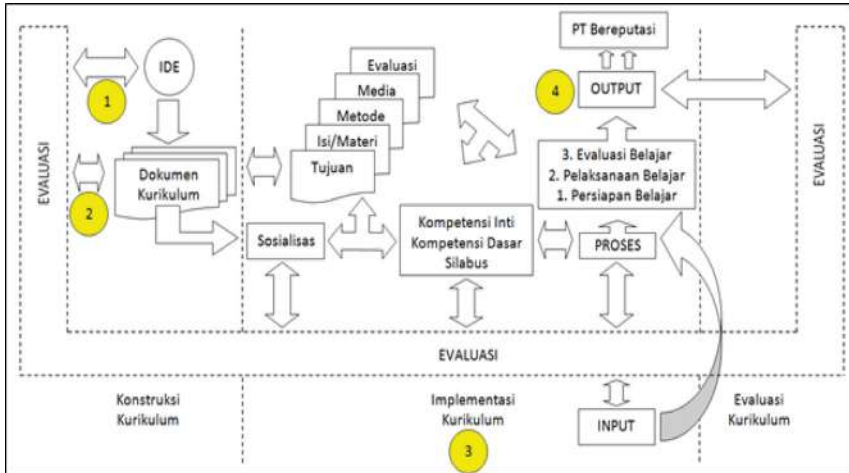 PT Bereputasi
EVALUASI
1
IDE
Evaluasi
Media
Metode
Isi/Materi
Tujuan
4
OUTPUT
EVALUASI
2
Dokumen
Kurikulum
3. Evaluasi Belajar
2. Pelaksanaan Belajar
1. Persiapan Belajar
Sosialisas
Kompetensi Inti
Kompetensi Dasar
Silabus
PROSES
EVALUASI
Konstruksi
Kurikulum
Implementasi
Kurikulum
3
INPUT
Evaluasi
Kurikulum